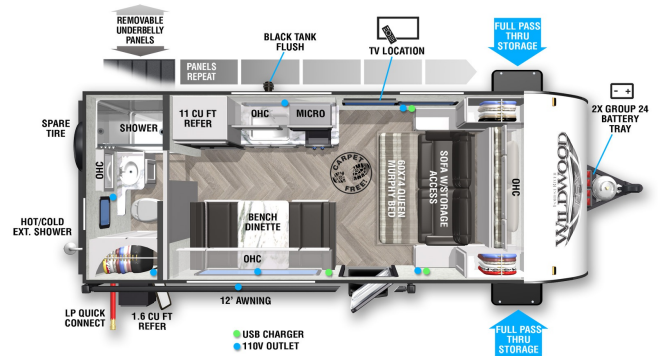 REMOVABLE
UNDERBELLY
PANELS
PANELS
REPEAT
BLACK TANK
FLUSH
TV LOCATION
FULL PASS
THRU
STORAGE
- +
2X GROUP 24
BATTERY
TRAY
SPARE
TIRE
SHOWER
11 CU FT
REFER
OHC
MICRO
OHC
CARPET
FREE!
60X74 QUEEN
MURPHY BED
SOFA W/STORAGE
ACCESS
OHC
WILDWOOD
HOT/COLD
EXT. SHOWER
BENCH
DINETTE
OHC
12' AWNING
LP QUICK
CONNECT
1.6 CU FT
REFER
USB CHARGER
110V OUTLET
FULL PASS
THRU
STORAGE